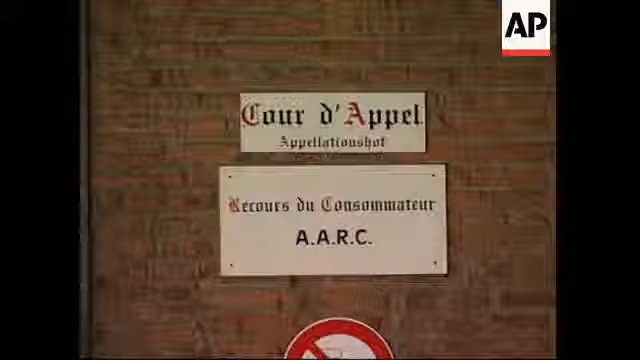 AP
Cour d'Appel
Appellationshof
Recours du Consommateur
A.A.R.C.